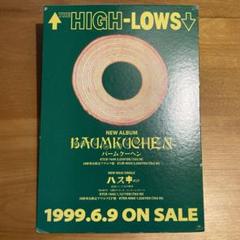 ↑THE HIGH-LOWS↓
NEW ALBUM
BAUMKUCHEN
バームクーヘン
NEW MAXI SINGLE
ハスキー
1999.6.9 ON SALE